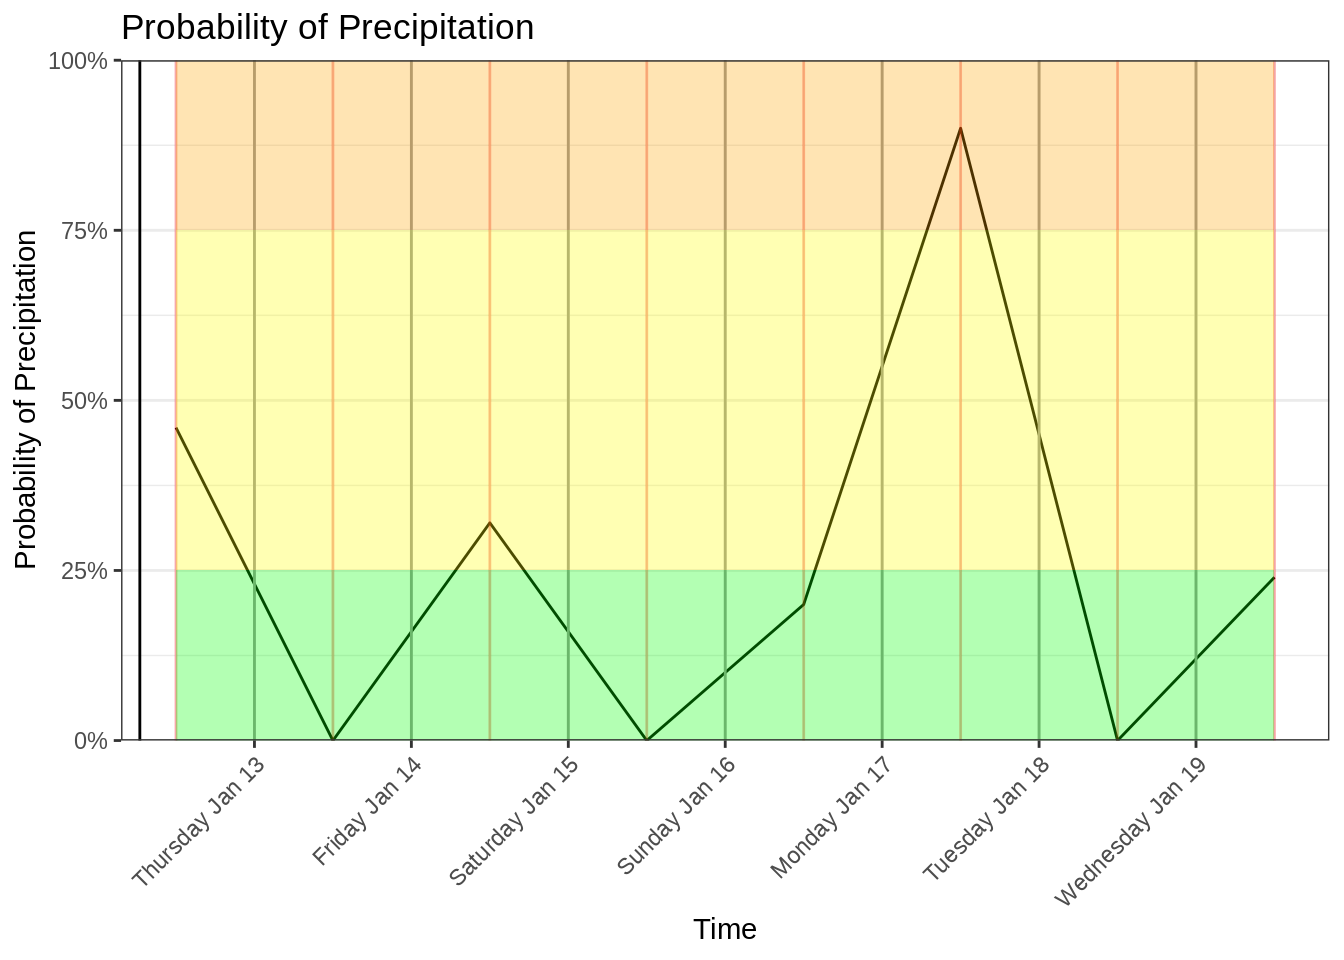 Probability of Precipitation
Probability of Precipitation
100%
75%
50%
25%
0%
Thursday Jan 13
Friday Jan 14
Saturday Jan 15
Sunday Jan 16
Monday Jan 17
Tuesday Jan 18
Wednesday Jan 19
Time